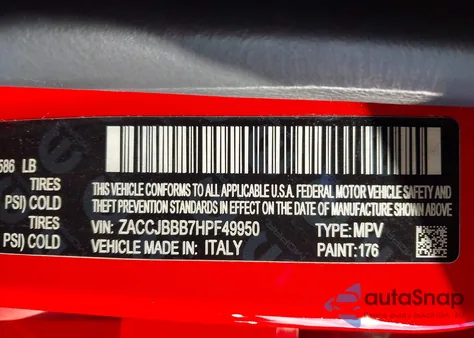 586 LB
TIRES
PSI) COLD
TIRES
PSI) COLD
THIS VEHICLE CONFORMS TO ALL APPLICABLE U.S.A. FEDERAL MOTOR VEHICLE SAFETY AND
THEFT PREVENTION STANDARDS IN EFFECT ON THE DATE OF MANUFACTURE SHOWN ABOVE
VIN: ZACCJBBB7HPF49950 TYPE: MPV
VEHICLE MADE IN: ITALY PAINT: 176
autoSnap